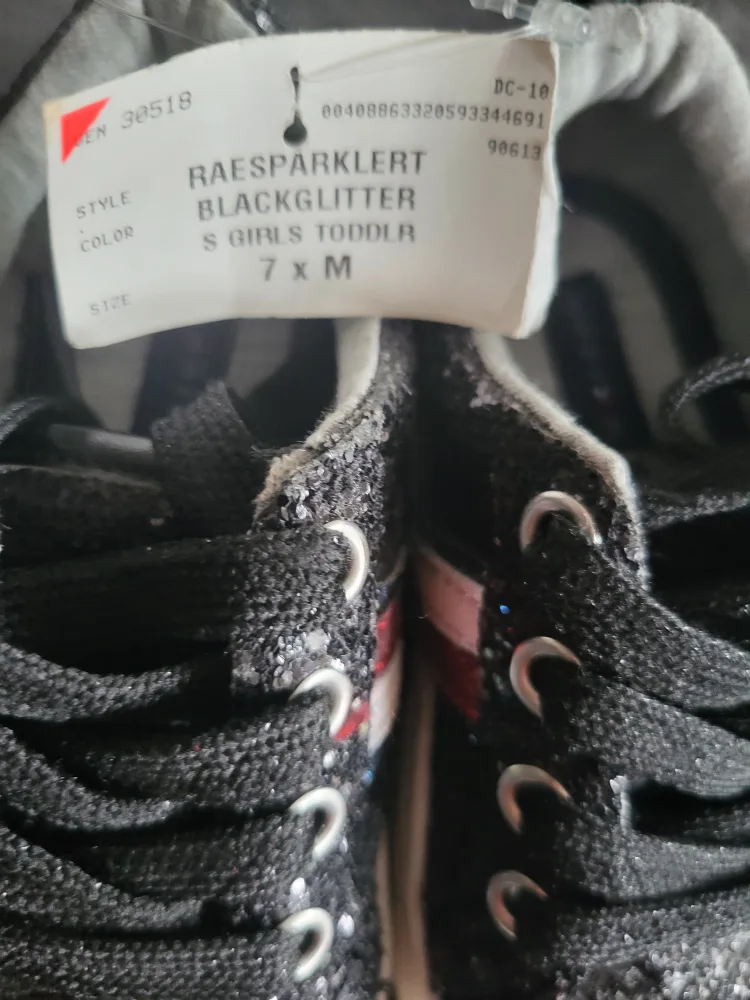 30518
DC-10
00408863320593344691
90613
RAESPARKLERT
STYLE
BLACKGLITTER
COLOR
S GIRLS TODDLR
7 x M
SIZE